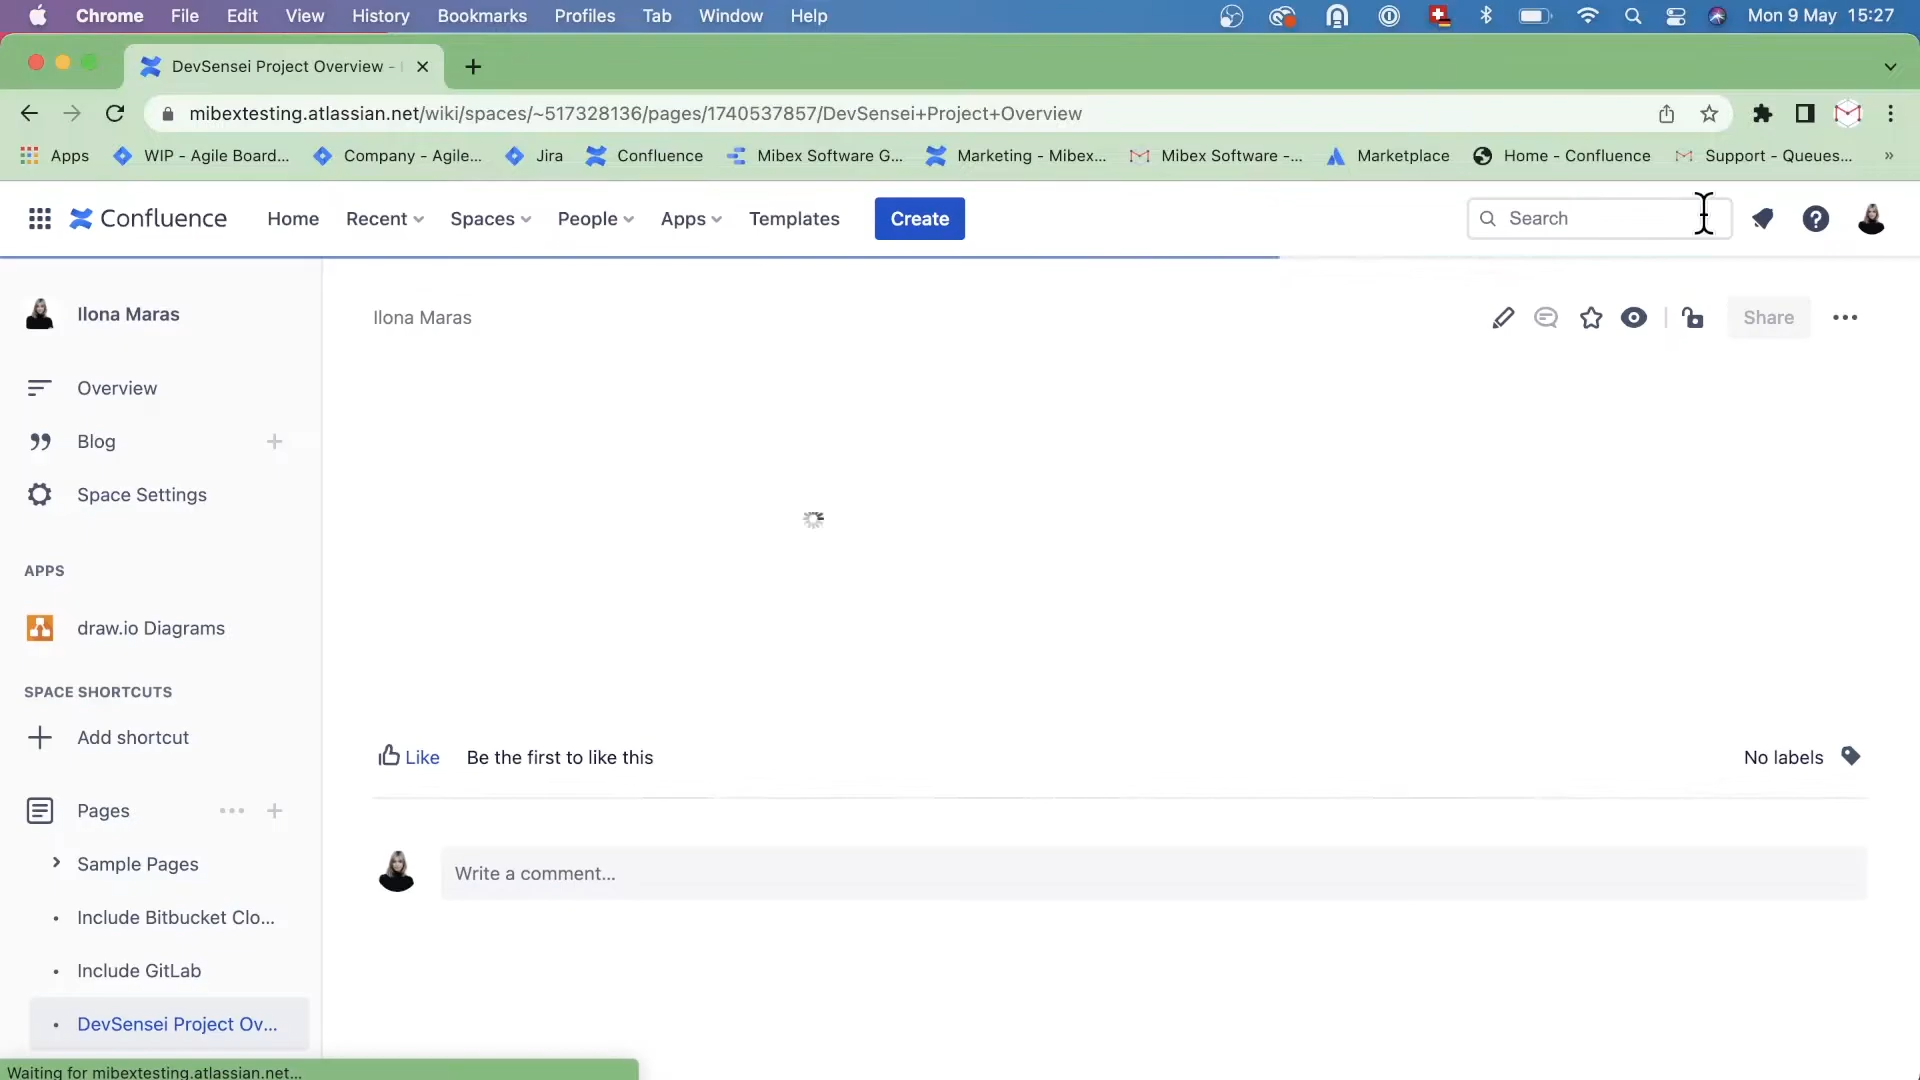 Chrome File Edit View History Bookmarks Profiles Tab Window Help Mon 9 May 15:27
DevSensei Project Overview -
mibextesting.atlassian.net/wiki/spaces/~517328136/pages/1740537857/DevSensei+Project+Overview
Apps WIP - Agile Board... Company - Agile... Jira Confluence Mibex Software G... Marketing - Mibex... Mibex Software -... Marketplace Home - Confluence Support - Queues... »
Confluence Home Recent Spaces People Apps Templates Create Search
Ilona Maras
Ilona Maras Share
Overview
Blog
Space Settings
APPS
draw.io Diagrams
SPACE SHORTCUTS
Add shortcut
Like Be the first to like this No labels
Pages
Sample Pages
Write a comment...
Include Bitbucket Clo...
Include GitLab
DevSensei Project Ov...
Waiting for mibextesting.atlassian.net...